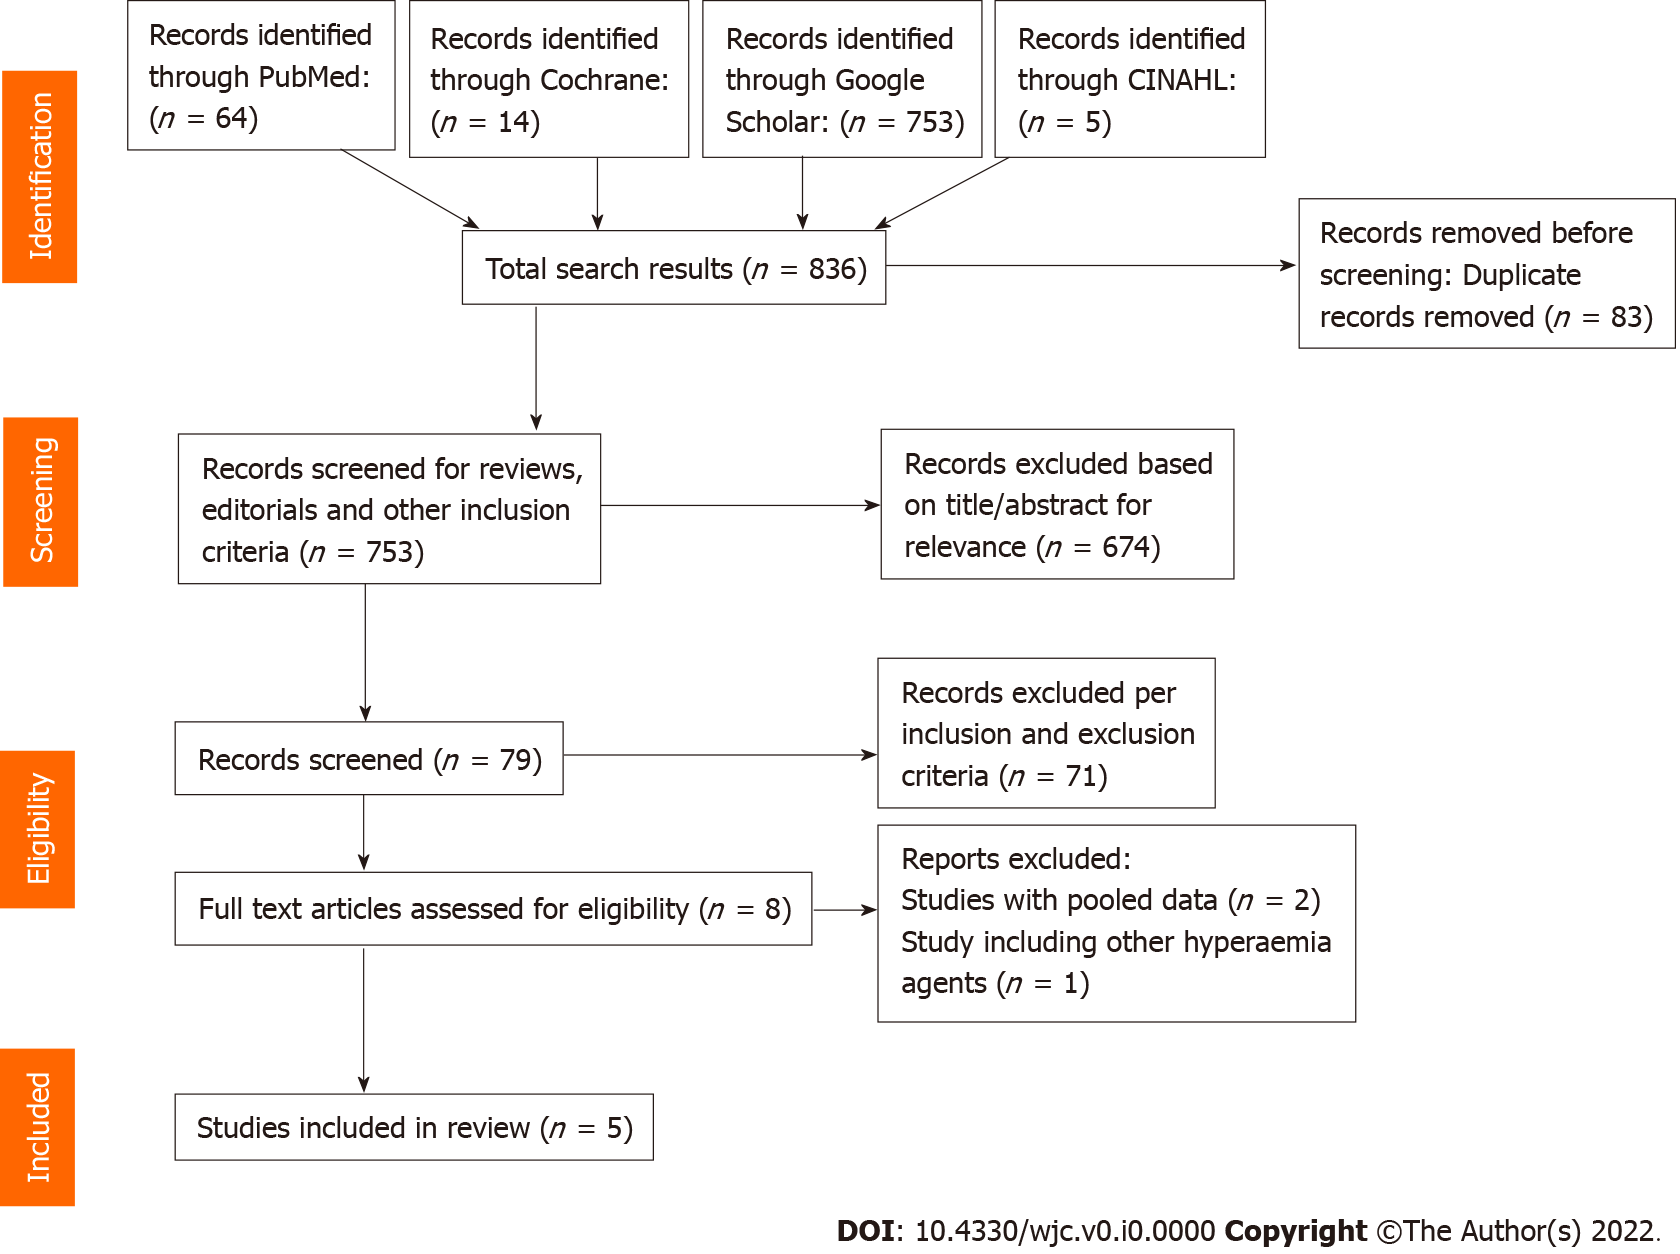 Identification
Records identified
through PubMed:
(n = 64)
Records identified
through Cochrane:
(n = 14)
Records identified
through Google
Scholar: (n = 753)
Records identified
through CINAHL:
(n = 5)
Total search results (n = 836)
Records removed before
screening: Duplicate
records removed (n = 83)
Screening
Records screened for reviews,
editorials and other inclusion
criteria (n = 753)
Records excluded based
on title/abstract for
relevance (n = 674)
Eligibility
Records screened (n = 79)
Records excluded per
inclusion and exclusion
criteria (n = 71)
Full text articles assessed for eligibility (n = 8)
Reports excluded:
Studies with pooled data (n = 2)
Study including other hyperaemia
agents (n = 1)
Included
Studies included in review (n = 5)
DOI: 10.4330/wjc.v0.i0.0000 Copyright ©The Author(s) 2022.